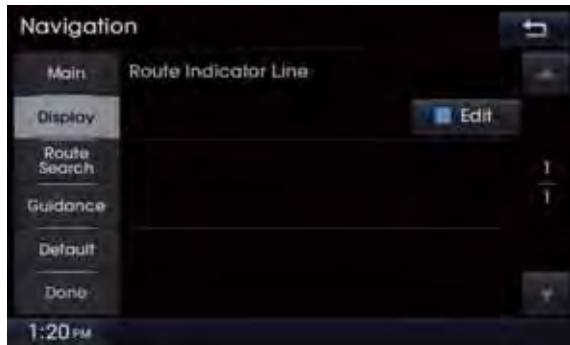 Navigation
Main
Route Indicator Line
Display
Edit
Route
Search
Guidance
Default
Done
1
1
1:20 PM